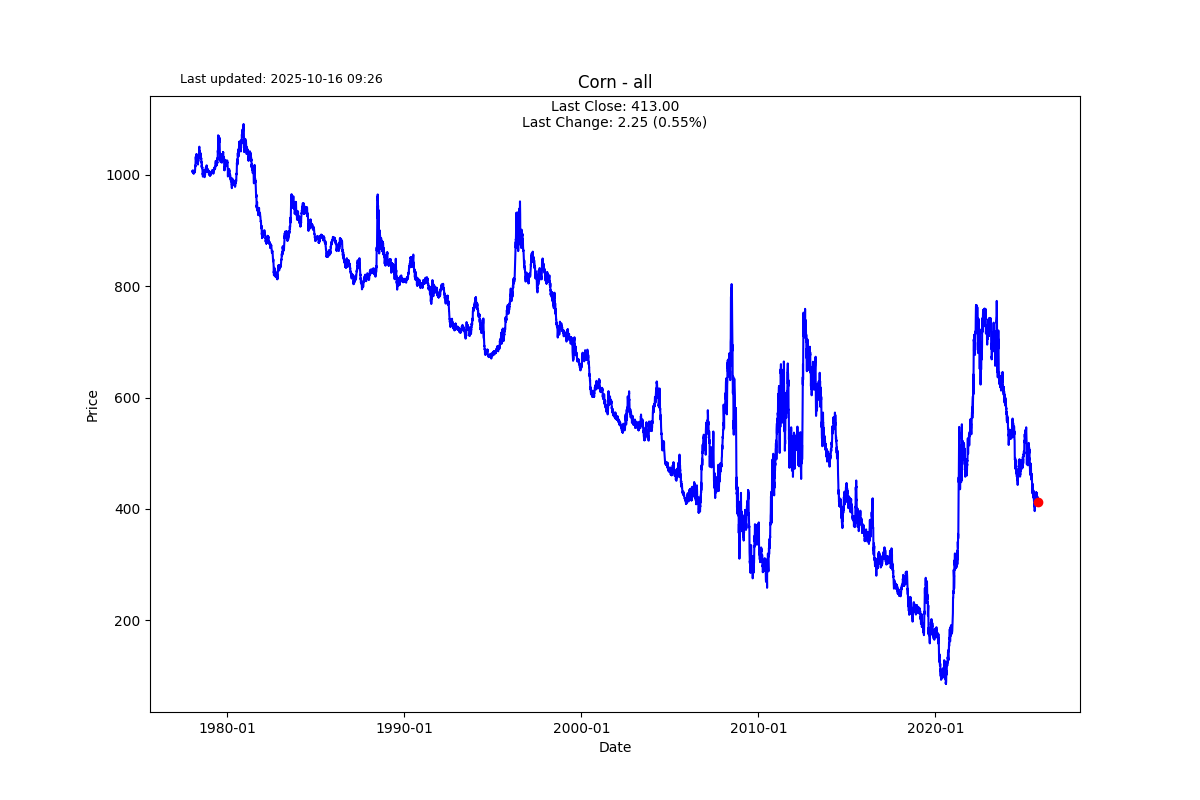 Last updated: 2025-10-16 09:26
Corn - all
Last Close: 413.00
Last Change: 2.25 (0.55%)
1000
800
600
400
200
Price
1980-01
1990-01
2000-01
2010-01
2020-01
Date